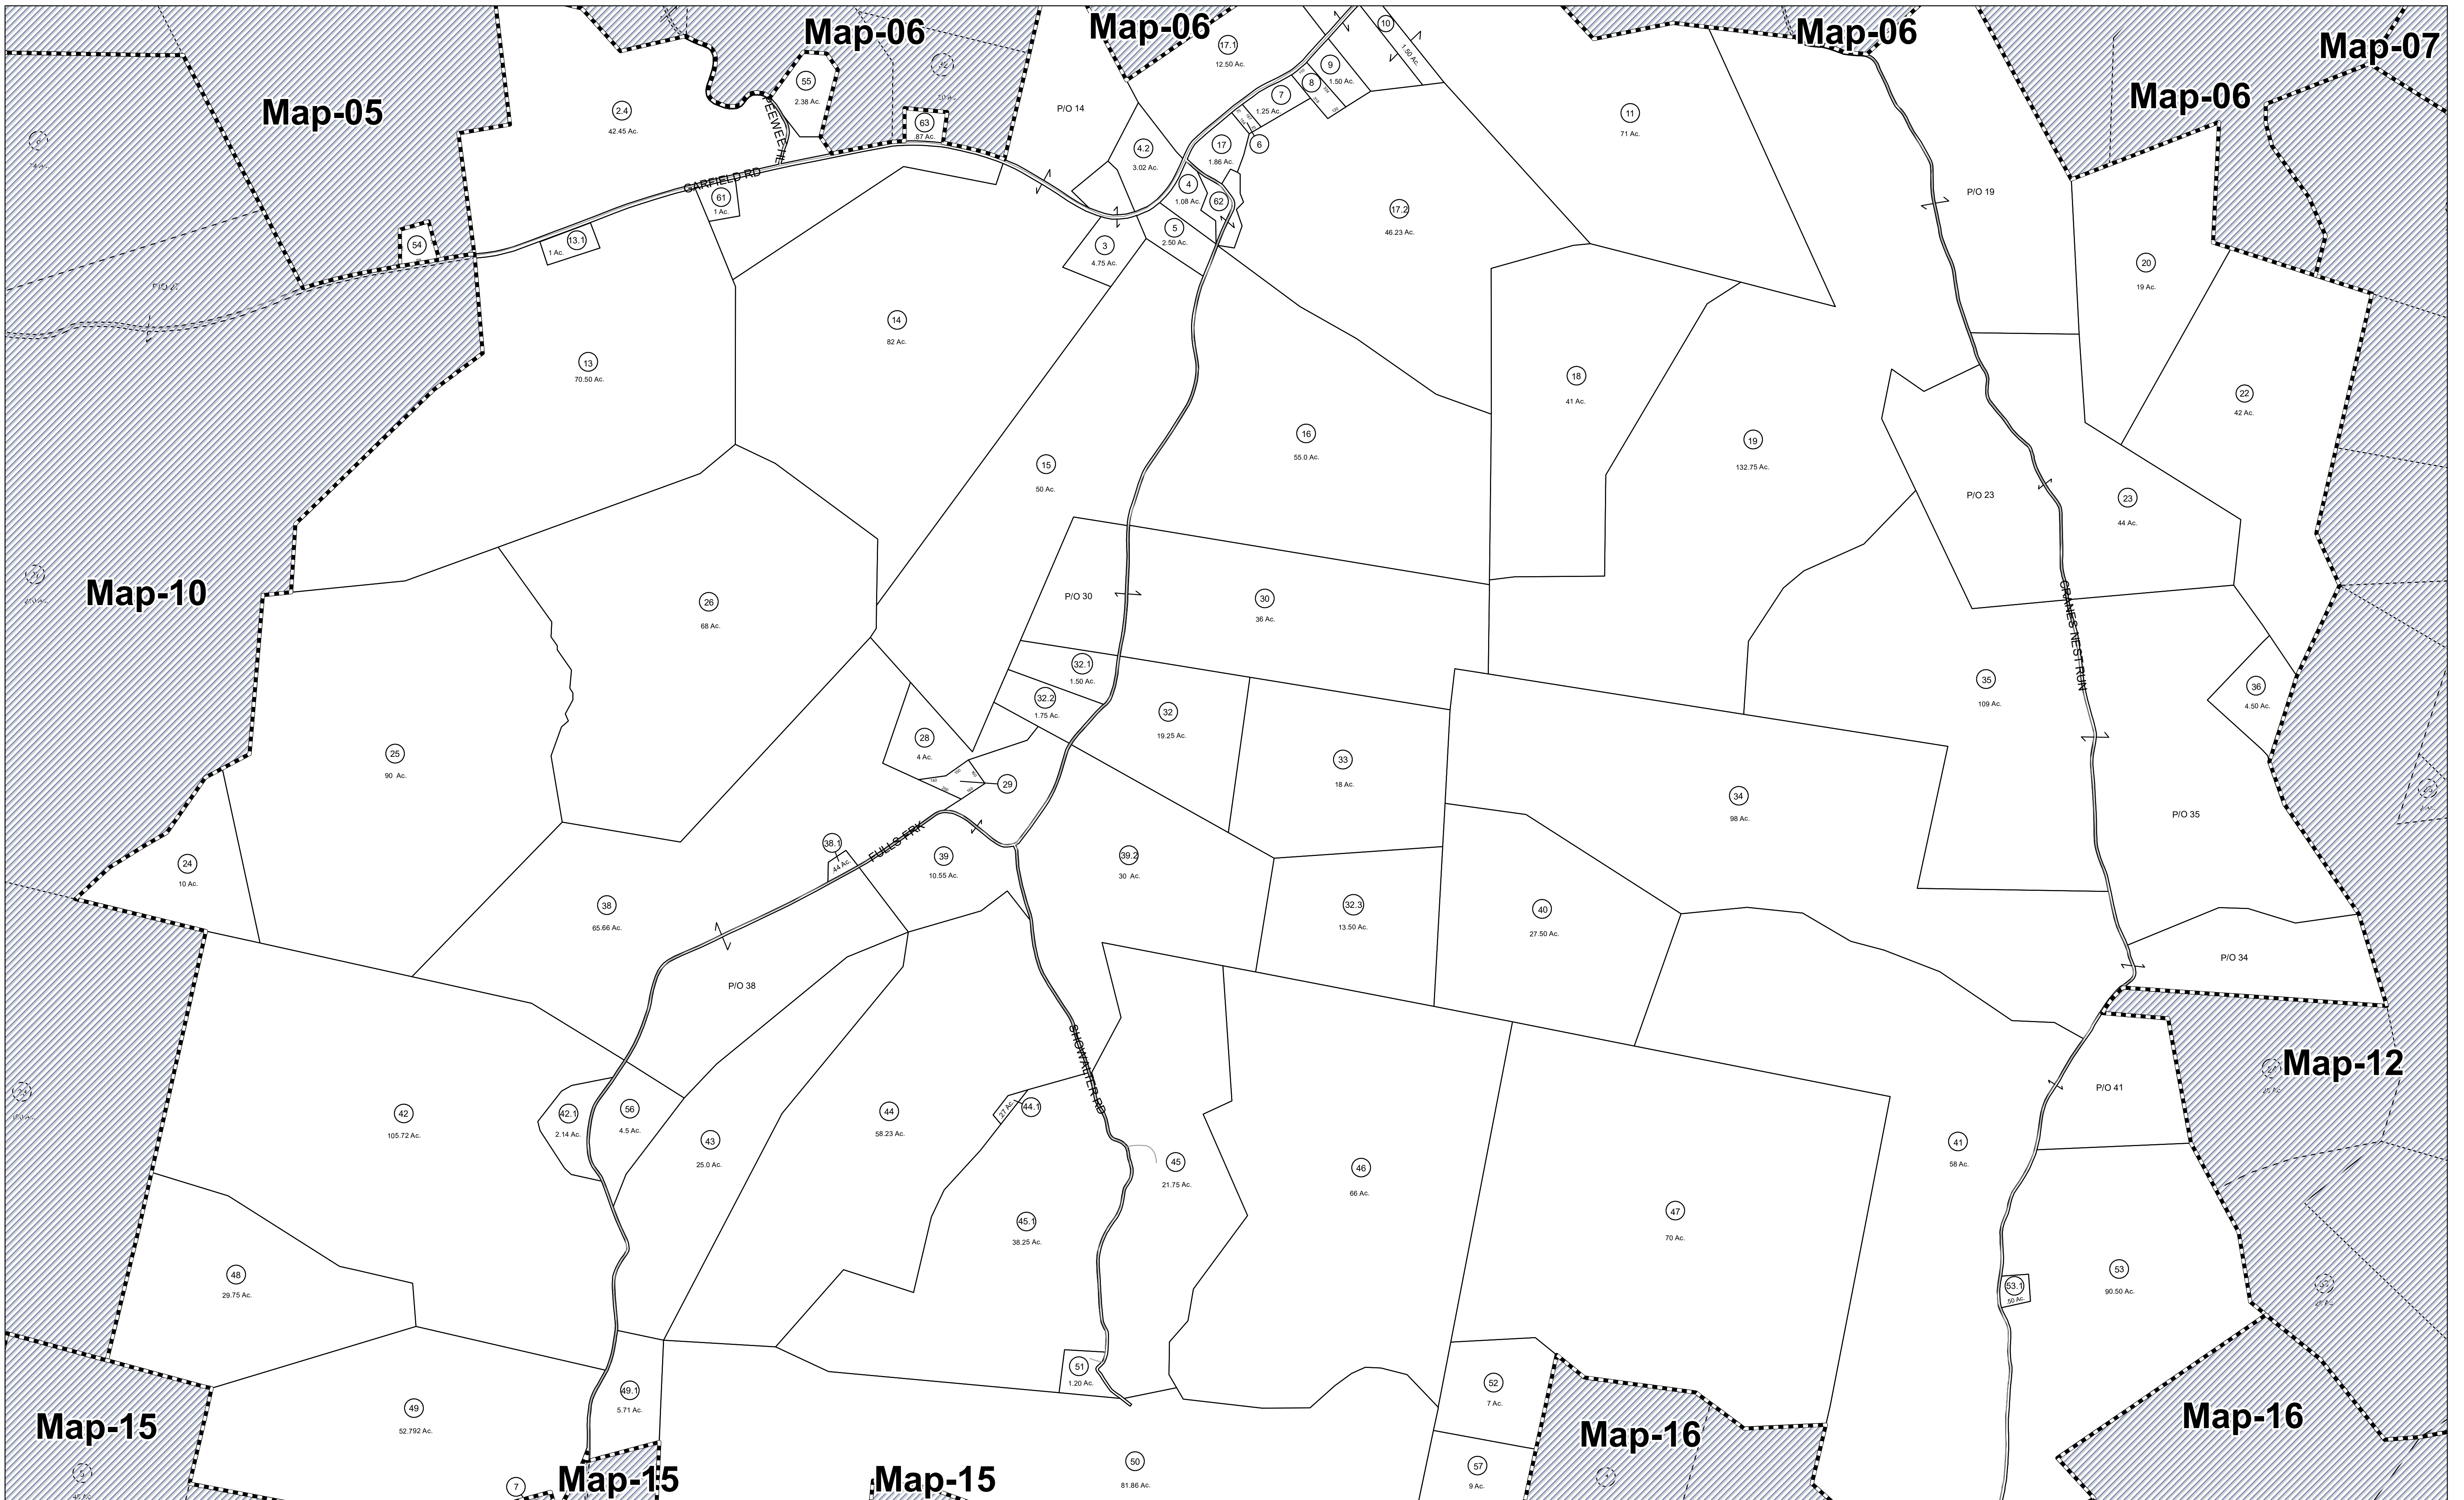 Map-06
Map-06
Map-06
Map-07
Map-05
Map-06
10
1.50 Ac.
17.1
12.50 Ac.
9
1.50 Ac.
8
7
1.25 Ac.
55
2.38 Ac.
PEEWEE
2.4
42.45 Ac.
63
.87 Ac.
P/O 14
11
71 Ac.
4.2
3.02 Ac.
17
1.86 Ac.
6
GARFIELD RD
61
1 Ac.
4
1.08 Ac.
62
P/O 19
17.2
46.23 Ac.
5
2.50 Ac.
3
4.75 Ac.
54
13.1
1 Ac.
20
19 Ac.
14
82 Ac.
13
70.50 Ac.
18
41 Ac.
22
42 Ac.
16
55.0 Ac.
19
132.75 Ac.
15
50 Ac.
P/O 23
23
44 Ac.
Map-10
26
68 Ac.
P/O 30
30
36 Ac.
CRANES NEST RUN
32.1
1.50 Ac.
32.2
1.75 Ac.
32
19.25 Ac.
35
109 Ac.
36
4.50 Ac.
25
90 Ac.
28
4 Ac.
29
33
18 Ac.
34
98 Ac.
P/O 35
38.1
.44 Ac.
FULLS FRK
39
10.55 Ac.
39.2
30 Ac.
24
10 Ac.
38
65.66 Ac.
32.3
13.50 Ac.
40
27.50 Ac.
P/O 34
P/O 38
SHOWALTER RD
Map-12
P/O 41
42
105.72 Ac.
42.1
2.14 Ac.
56
4.5 Ac.
43
25.0 Ac.
44
58.23 Ac.
44.1
.37 Ac.
45
21.75 Ac.
46
66 Ac.
41
58 Ac.
45.1
38.25 Ac.
47
70 Ac.
48
29.75 Ac.
53
90.50 Ac.
53.1
.50 Ac.
51
1.20 Ac.
49.1
5.71 Ac.
52
7 Ac.
49
52.792 Ac.
Map-15
Map-16
Map-16
50
81.86 Ac.
57
9 Ac.
7
Map-15
Map-15